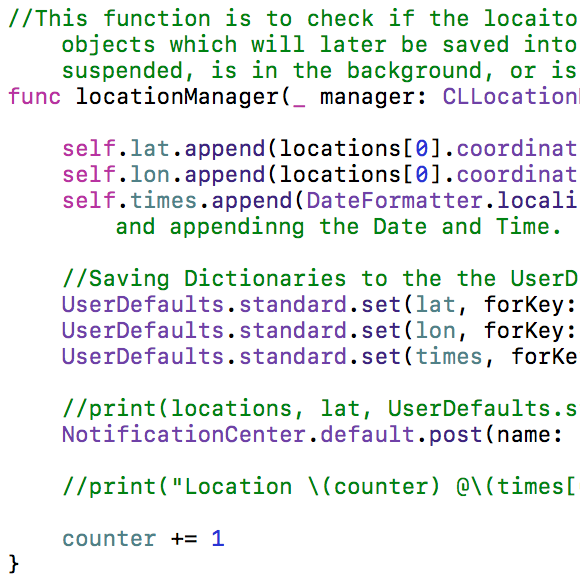 //This function is to check if the locaito
objects which will later be saved into
suspended, is in the background, or is
func locationManager(_ manager: CLLocation
self.lat.append(locations[0].coordinat
self.lon.append(locations[0].coordinat
self.times.append(DateFormatter.locali
and appendinng the Date and Time.
//Saving Dictionaries to the the UserD
UserDefaults.standard.set(lat, forKey:
UserDefaults.standard.set(lon, forKey:
UserDefaults.standard.set(times, forKe
//print(locations, lat, UserDefaults.s
NotificationCenter.default.post(name:
//print("Location \(counter) @\(times[
counter += 1
}